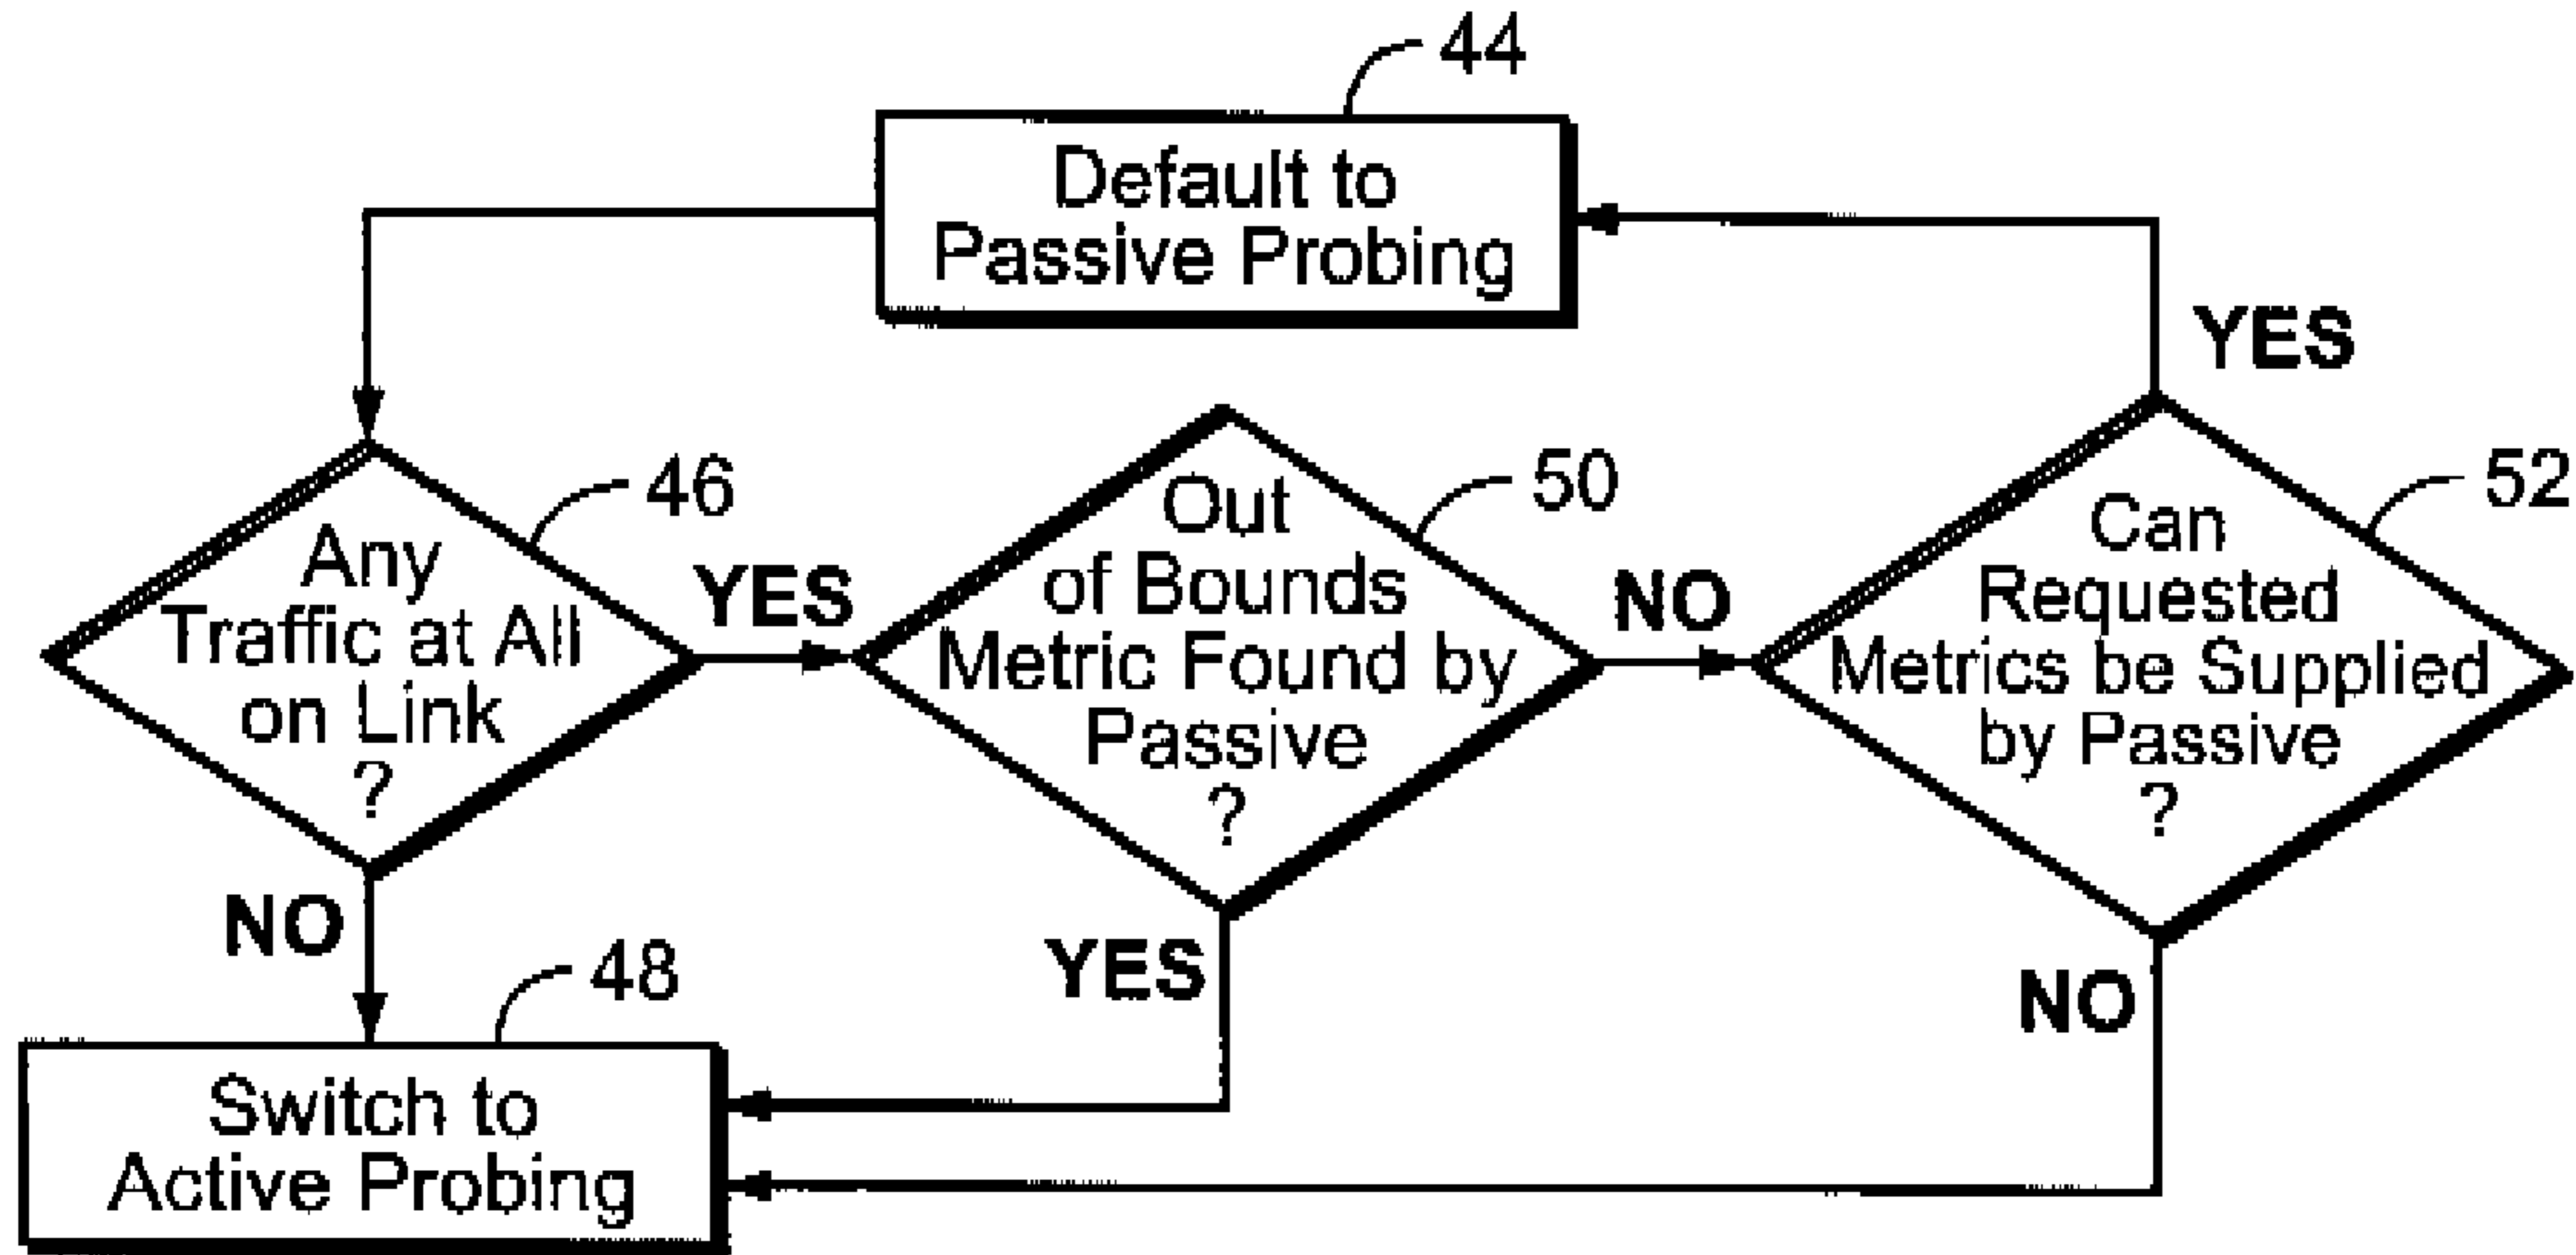 44
Default to
Passive Probing
YES
46
Any
Traffic at All
on Link
?
YES
50
Out
of Bounds
Metric Found by
Passive
?
NO
52
Can
Requested
Metrics be Supplied
by Passive
?
NO
YES
NO
48
Switch to
Active Probing